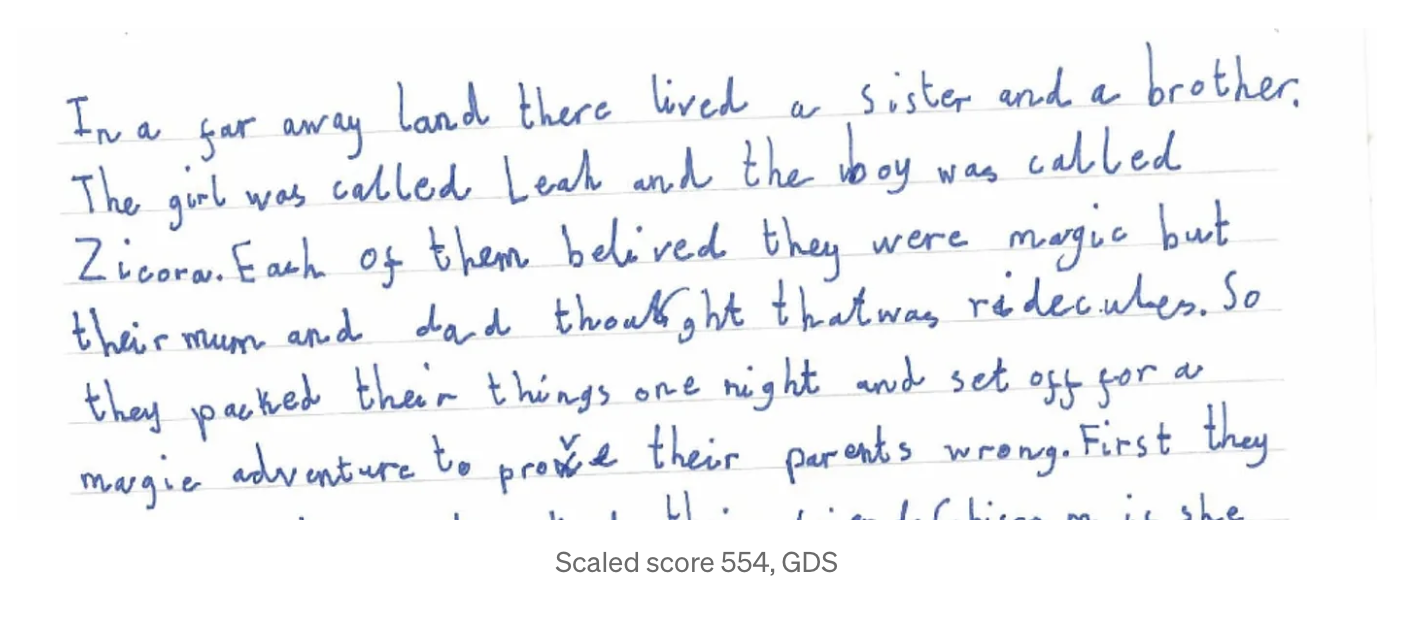 In a far away land there lived a sister and a brother.
The girl was called Leah and the boy was called
Zicora. Each of them belived they were magic but
their mum and dad thought that was ridecules. So
they packed their things one night and set off for a
magic adventure to prove their parents wrong. First they
she
Scaled score 554, GDS